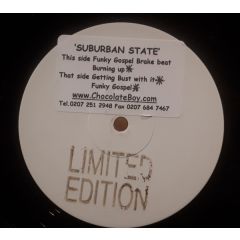 'SUBURBAN STATE'
This side Funky Gospel Brake beat
Burning up✳
That side Getting Bust with it✳
Funky Gospel✳
www.ChocolateBoy.com
Tel.0207 251 2948 Fax 0207 684 7467
LIMITED
EDITION